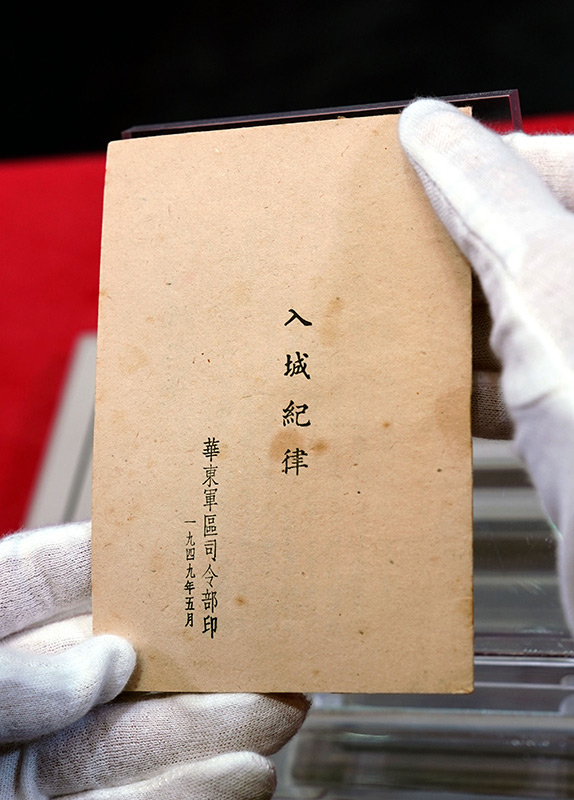 入城紀律
華東軍區司令部印
一九四九年五月